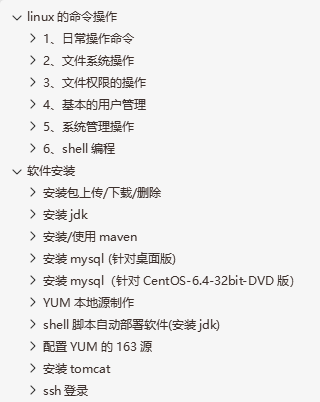 linux 的命令操作
1、日常操作命令
2、文件系统操作
3、文件权限的操作
4、基本的用户管理
5、系统管理操作
6、shell 编程
软件安装
安装包上传/下载/删除
安装 jdk
安装/使用 maven
安装 mysql (针对桌面版)
安装 mysql（针对 CentOS-6.4-32bit-DVD 版）
YUM 本地源制作
shell 脚本自动部署软件(安装 jdk)
配置 YUM 的 163 源
安装 tomcat
ssh 登录